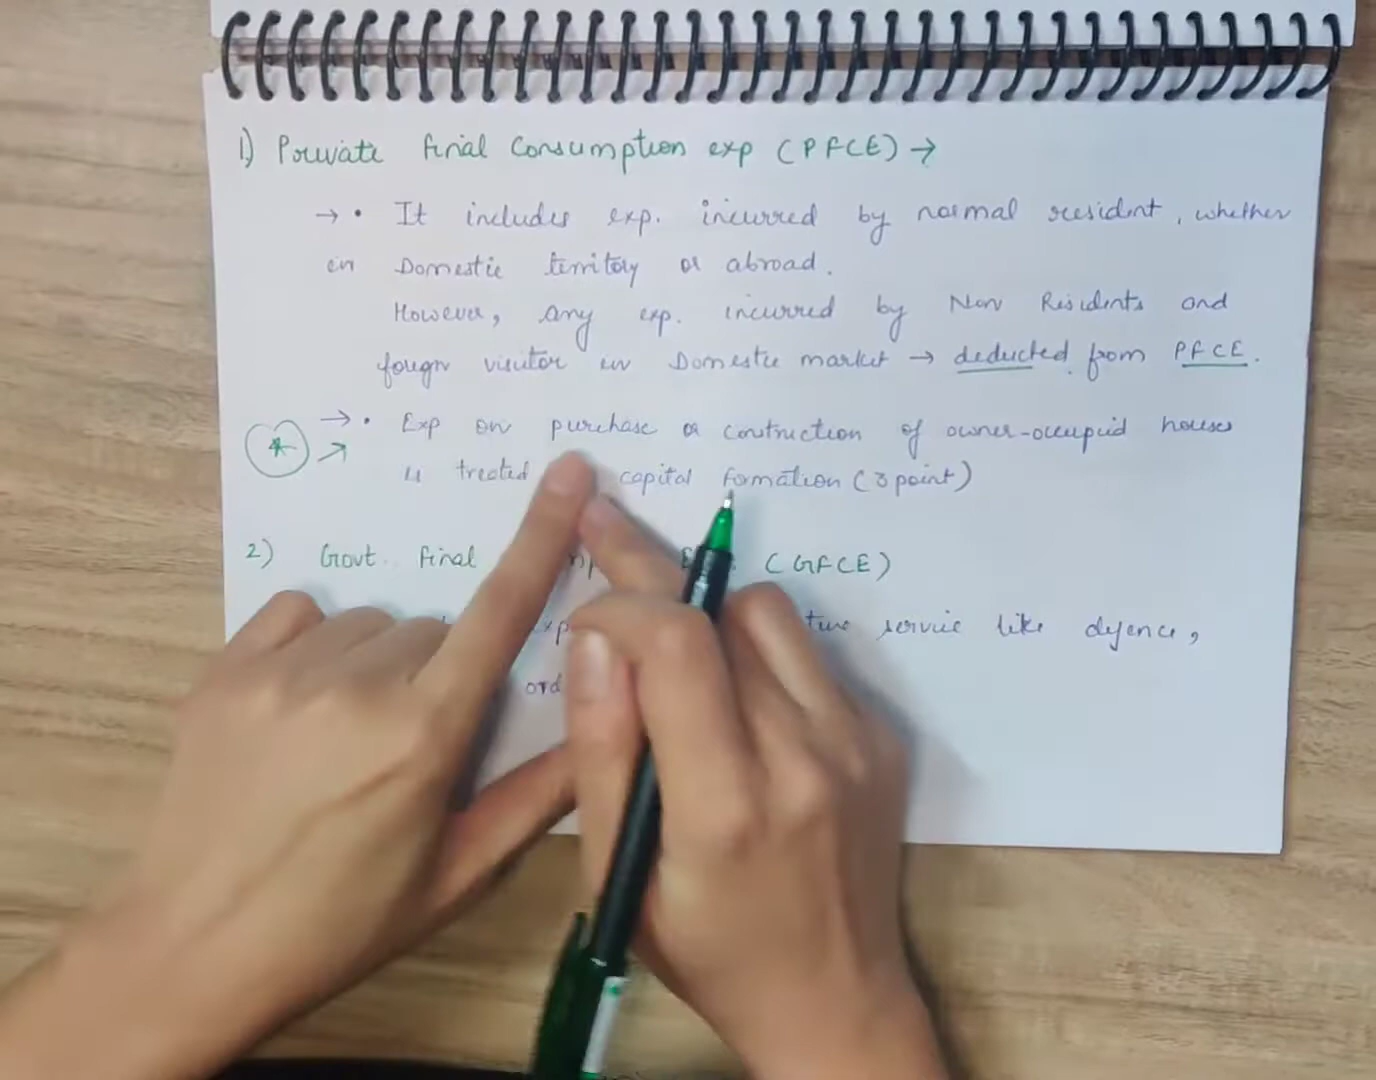 1) Private final Consumption exp (PFCE) →
→ • It includes exp. incurred by normal resident, whether
in Domestic territory or abroad.
However, any exp. incurred by Non Residents and
foreign visitor in Domestic market → deducted from PFCE.
→ • Exp on purchase or contruction of owner-occupied houses
* → is treated capital formation (3 point)
2) Govt. final (GFCE)
exp service like defence,
ord